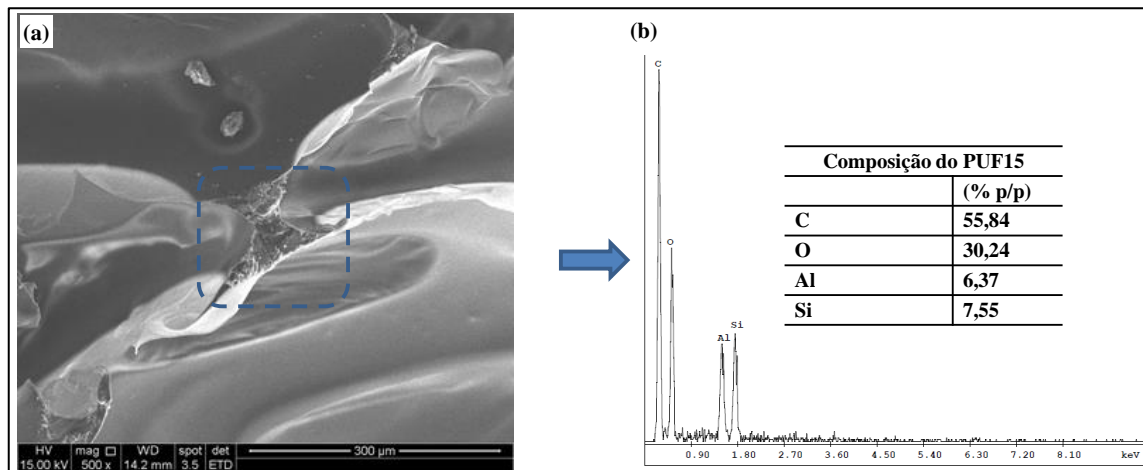 (a)
HV
mag
WD
spot
det
300 µm
15.00 kV
500 x
14.2 mm
3.5
ETD
(b)
C
O
Al
Si
0.90 1.80 2.70 3.60 4.50 5.40 6.30 7.20 8.10 keV
Composição do PUF15
(% p/p)
C 55,84
O 30,24
Al 6,37
Si 7,55